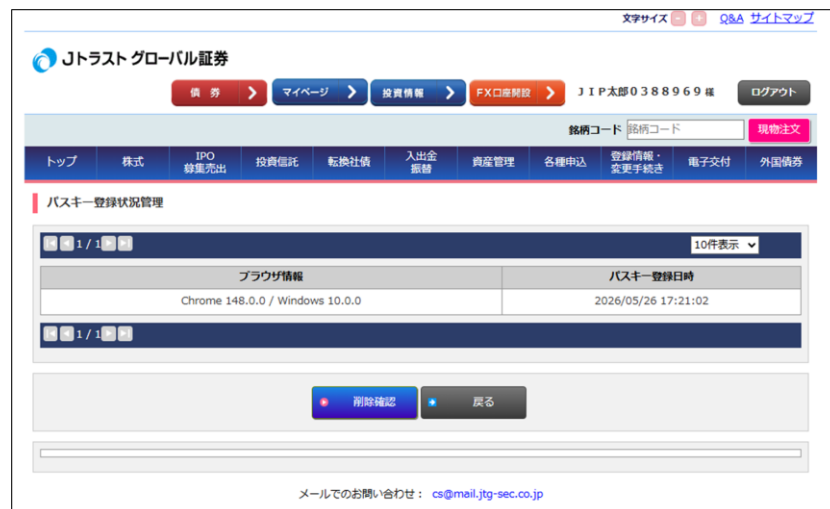 文字サイズ - + Q&A サイトマップ
Jトラスト グローバル証券
債 券 マイページ 投資情報 FX口座開設 JIP太郎0388969様 ログアウト
銘柄コード 銘柄コード 現物注文
トップ 株式 IPO 募集売出 投資信託 転換社債 入出金 振替 資産管理 各種申込 登録情報・変更手続き 電子交付 外国債券
パスキー登録状況管理
1 / 1 10件表示
ブラウザ情報 パスキー登録日時
Chrome 148.0.0 / Windows 10.0.0 2026/05/26 17:21:02
1 / 1
削除確認 戻る
メールでのお問い合わせ： cs@mail.jtg-sec.co.jp